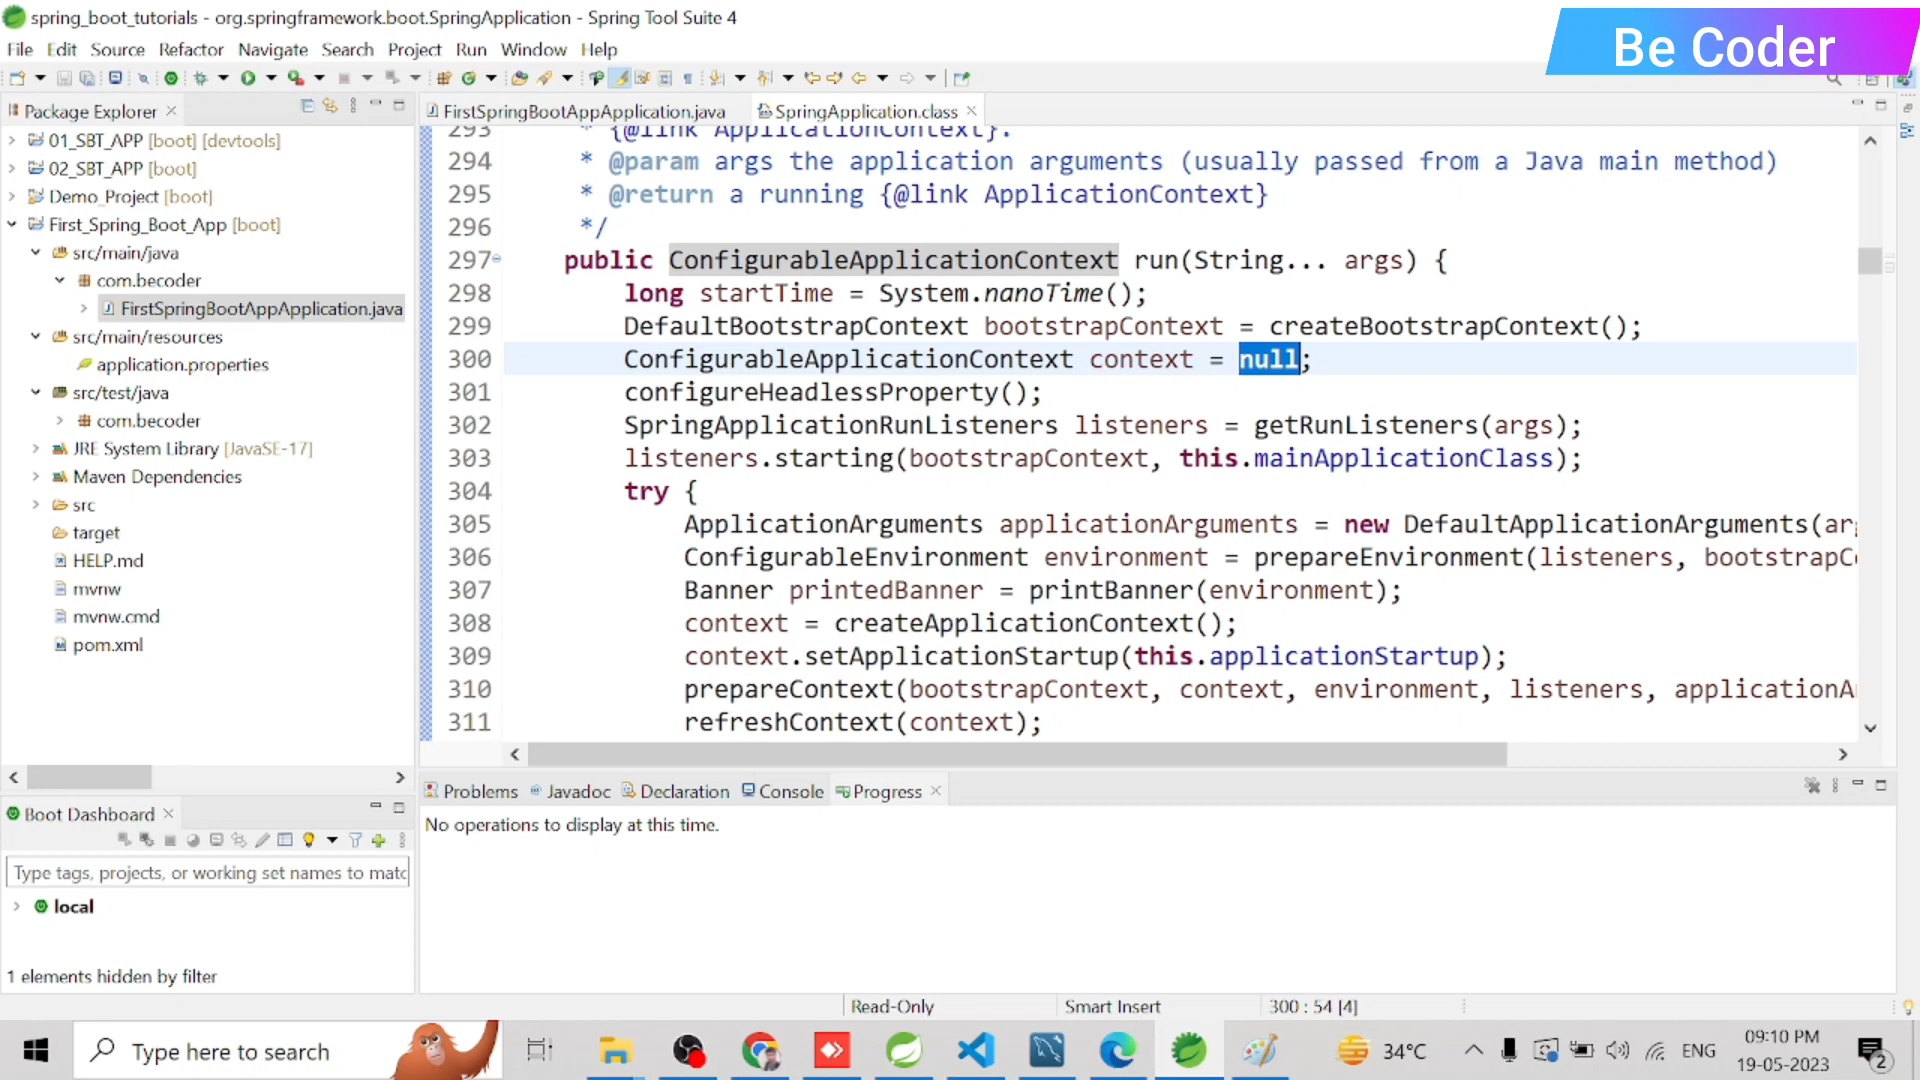 spring_boot_tutorials - org.springframework.boot.SpringApplication - Spring Tool Suite 4
Be Coder
File Edit Source Refactor Navigate Search Project Run Window Help
Package Explorer
01_SBT_APP [boot] [devtools]
02_SBT_APP [boot]
Demo_Project [boot]
First_Spring_Boot_App [boot]
src/main/java
com.becoder
FirstSpringBootAppApplication.java
src/main/resources
application.properties
src/test/java
com.becoder
JRE System Library [JavaSE-17]
Maven Dependencies
src
target
HELP.md
mvnw
mvnw.cmd
pom.xml
FirstSpringBootAppApplication.java SpringApplication.class
293 * {@link ApplicationContext}.
294 * @param args the application arguments (usually passed from a Java main method)
295 * @return a running {@link ApplicationContext}
296 */
297 public ConfigurableApplicationContext run(String... args) {
298 long startTime = System.nanoTime();
299 DefaultBootstrapContext bootstrapContext = createBootstrapContext();
300 ConfigurableApplicationContext context = null;
301 configureHeadlessProperty();
302 SpringApplicationRunListeners listeners = getRunListeners(args);
303 listeners.starting(bootstrapContext, this.mainApplicationClass);
304 try {
305 ApplicationArguments applicationArguments = new DefaultApplicationArguments(ar
306 ConfigurableEnvironment environment = prepareEnvironment(listeners, bootstrapC
307 Banner printedBanner = printBanner(environment);
308 context = createApplicationContext();
309 context.setApplicationStartup(this.applicationStartup);
310 prepareContext(bootstrapContext, context, environment, listeners, applicationA
311 refreshContext(context);
Boot Dashboard
Type tags, projects, or working set names to matc
local
1 elements hidden by filter
Problems Javadoc Declaration Console Progress
No operations to display at this time.
Read-Only Smart Insert 300 : 54 [4]
Type here to search
34°C
ENG
09:10 PM
19-05-2023
2